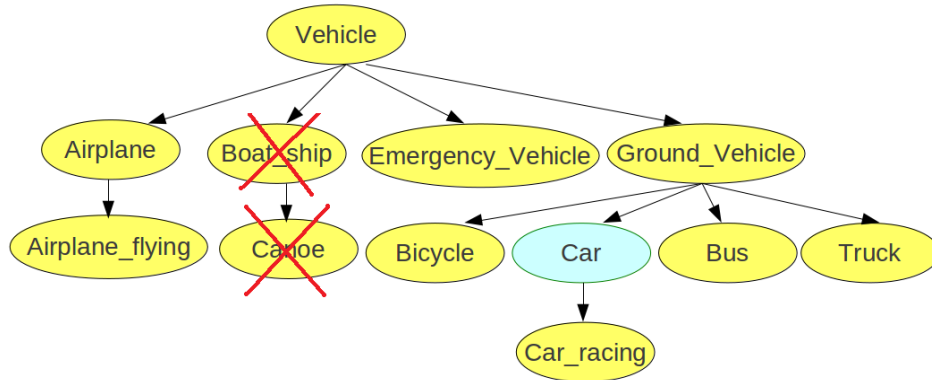 Vehicle
Airplane
Boat_ship
Emergency_Vehicle
Ground_Vehicle
Airplane_flying
Canoe
Bicycle
Car
Bus
Truck
Car_racing